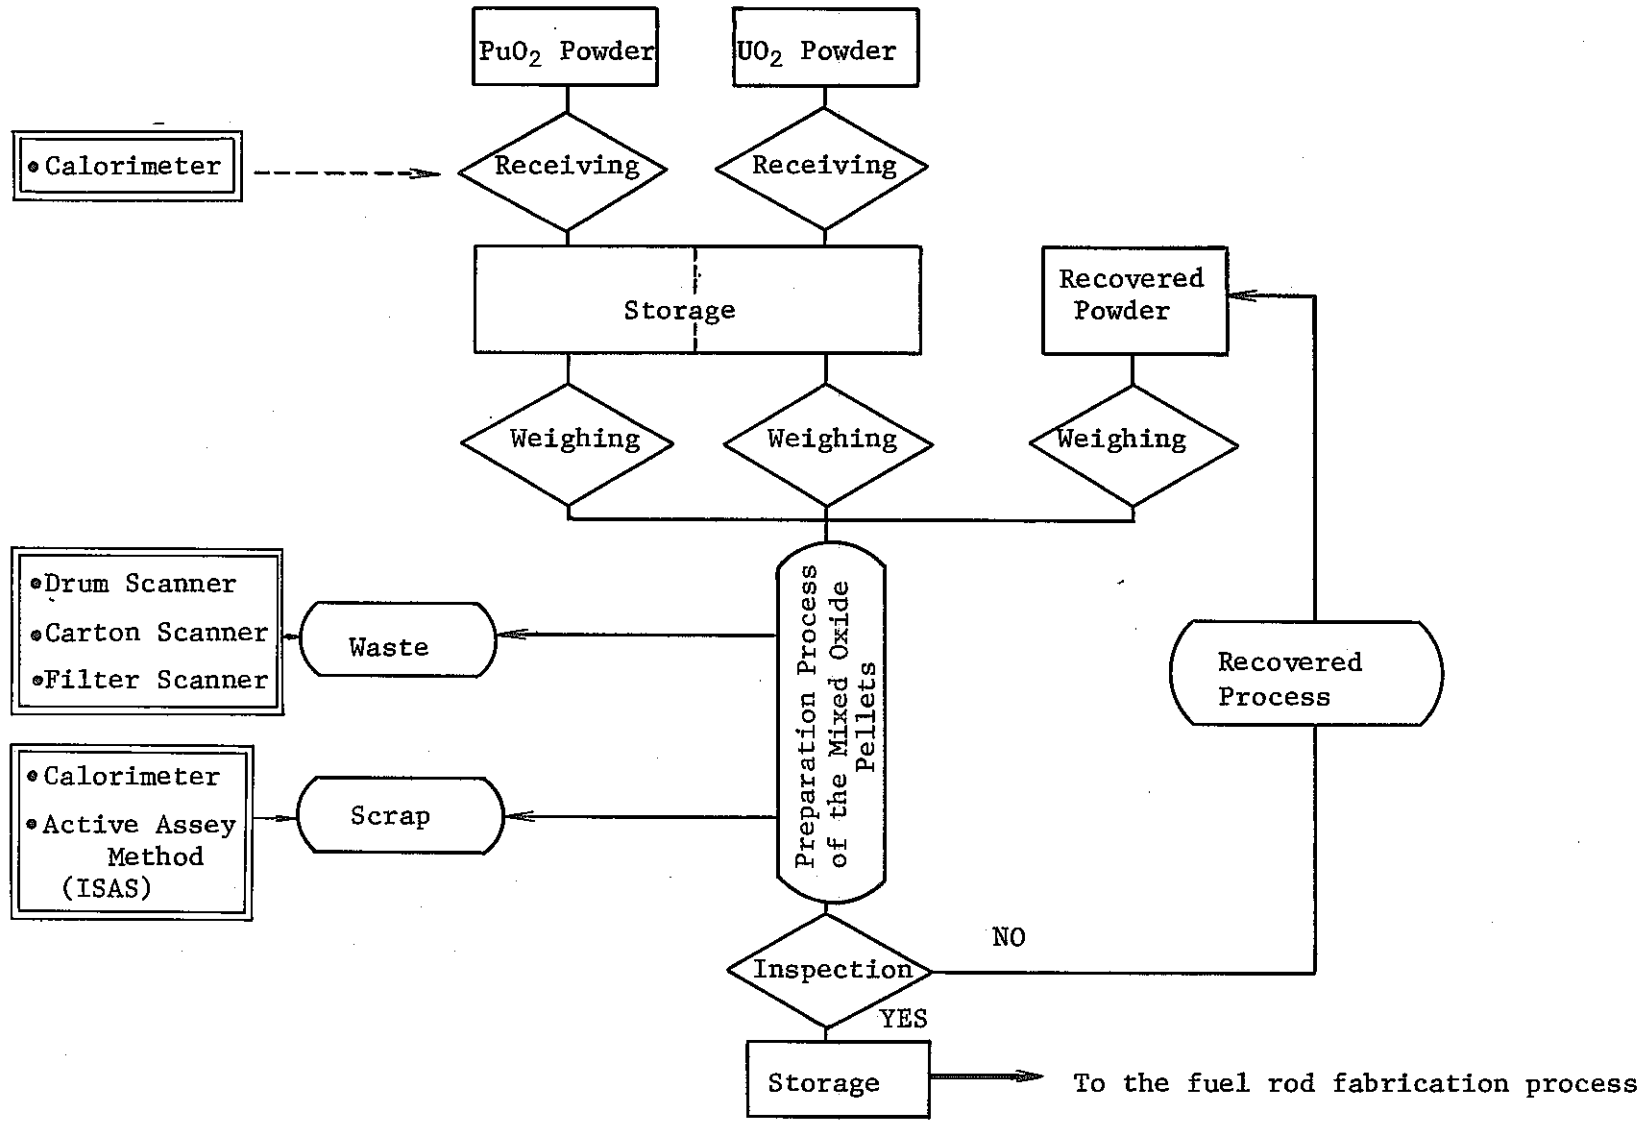 PuO₂ Powder
UO₂ Powder
•Calorimeter
Receiving
Receiving
Storage
Recovered
Powder
Weighing
Weighing
Weighing
•Drum Scanner
•Carton Scanner
•Filter Scanner
Waste
Preparation Process
of the Mixed Oxide
Pellets
Recovered
Process
•Calorimeter
•Active Assey
Method
(ISAS)
Scrap
NO
Inspection
YES
Storage
To the fuel rod fabrication process